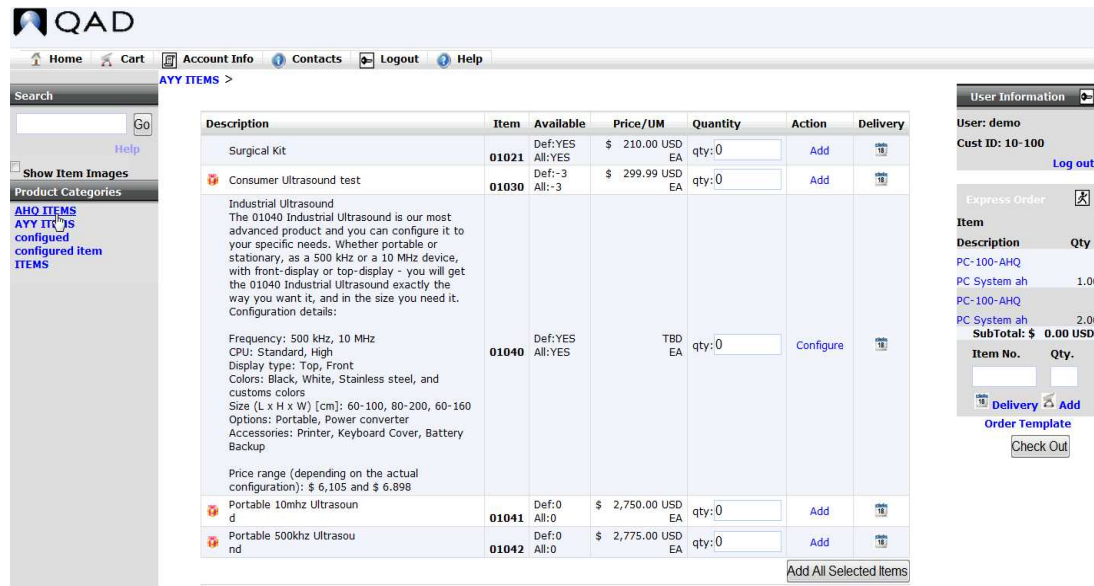 QAD
Home Cart Account Info Contacts Logout Help
AYY ITEMS >
Search
Go
Help
Show Item Images
Product Categories
AHQ ITEMS
AYY ITEMS
configued
configured item
ITEMS
Description Item Available Price/UM Quantity Action Delivery
Surgical Kit 01021 Def:YES All:YES $ 210.00 USD EA qty: 0 Add 18
Consumer Ultrasound test 01030 Def:-3 All:-3 $ 299.99 USD EA qty: 0 Add 18
Industrial Ultrasound
The 01040 Industrial Ultrasound is our most
advanced product and you can configure it to
your specific needs. Whether portable or
stationary, as a 500 kHz or a 10 MHz device,
with front-display or top-display - you will get
the 01040 Industrial Ultrasound exactly the
way you want it, and in the size you need it.
Configuration details:
Frequency: 500 kHz, 10 MHz
CPU: Standard, High
Display type: Top, Front
Colors: Black, White, Stainless steel, and
customs colors
Size (L x H x W) [cm]: 60-100, 80-200, 60-160
Options: Portable, Power converter
Accessories: Printer, Keyboard Cover, Battery
Backup
Price range (depending on the actual
configuration): $ 6,105 and $ 6.898
01040 Def:YES All:YES TBD EA qty: 0 Configure 18
Portable 10mhz Ultrasoun
d 01041 Def:0 All:0 $ 2,750.00 USD EA qty: 0 Add 18
Portable 500khz Ultrasou
nd 01042 Def:0 All:0 $ 2,775.00 USD EA qty: 0 Add 18
Add All Selected Items
User Information
User: demo
Cust ID: 10-100
Log out
Express Order
Item
Description Qty
PC-100-AHQ
PC System ah 1.0
PC-100-AHQ
PC System ah 2.0
SubTotal: $ 0.00 USD
Item No. Qty.
18 Delivery Add
Order Template
Check Out